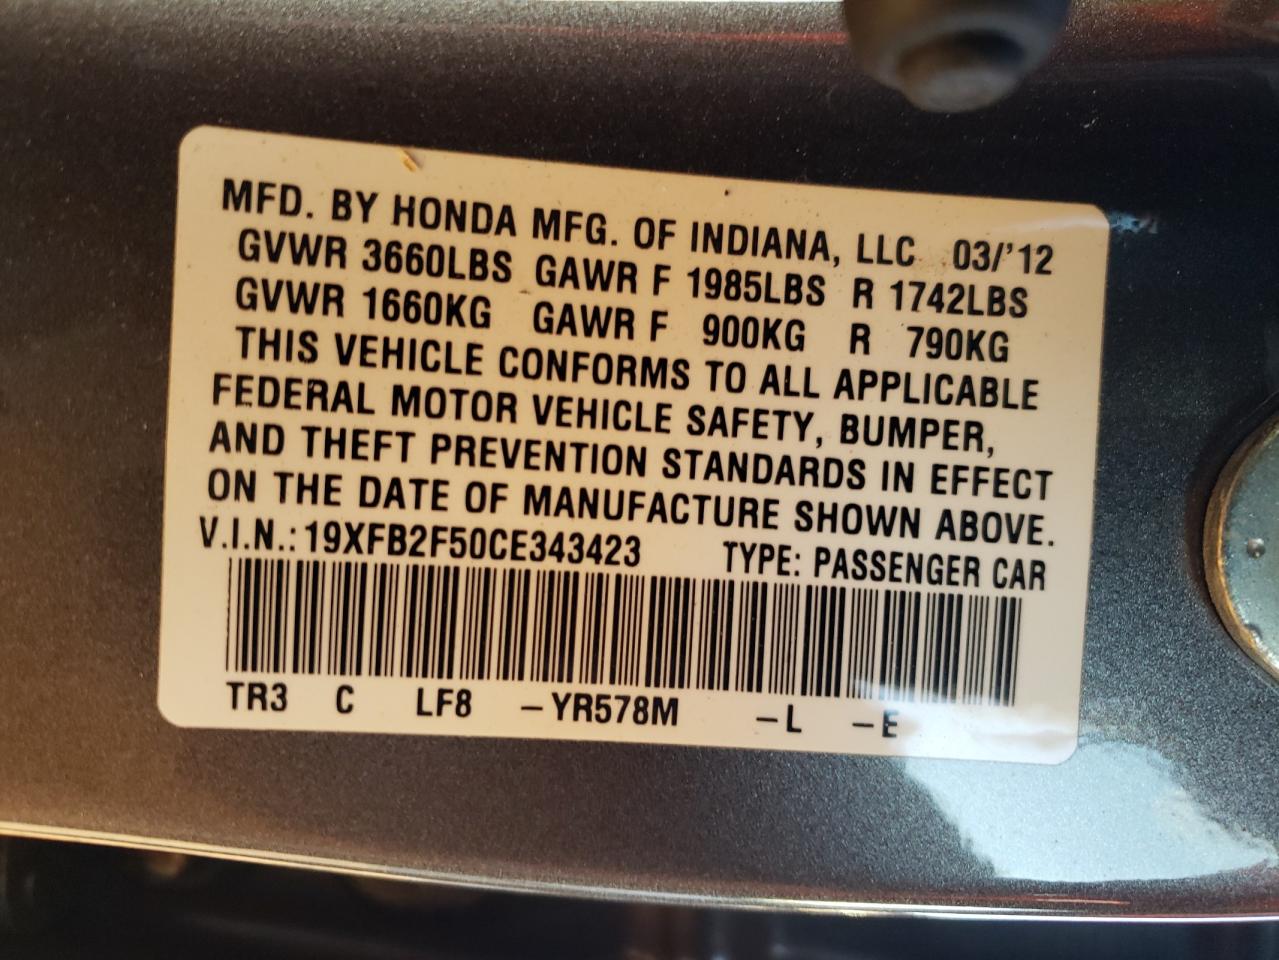 MFD. BY HONDA MFG. OF INDIANA, LLC 03/'12
GVWR 3660LBS GAWR F 1985LBS R 1742LBS
GVWR 1660KG GAWR F 900KG R 790KG
THIS VEHICLE CONFORMS TO ALL APPLICABLE
FEDERAL MOTOR VEHICLE SAFETY, BUMPER,
AND THEFT PREVENTION STANDARDS IN EFFECT
ON THE DATE OF MANUFACTURE SHOWN ABOVE.
V.I.N.: 19XFB2F50CE343423 TYPE: PASSENGER CAR
TR3 C LF8 -YR578M -L -E